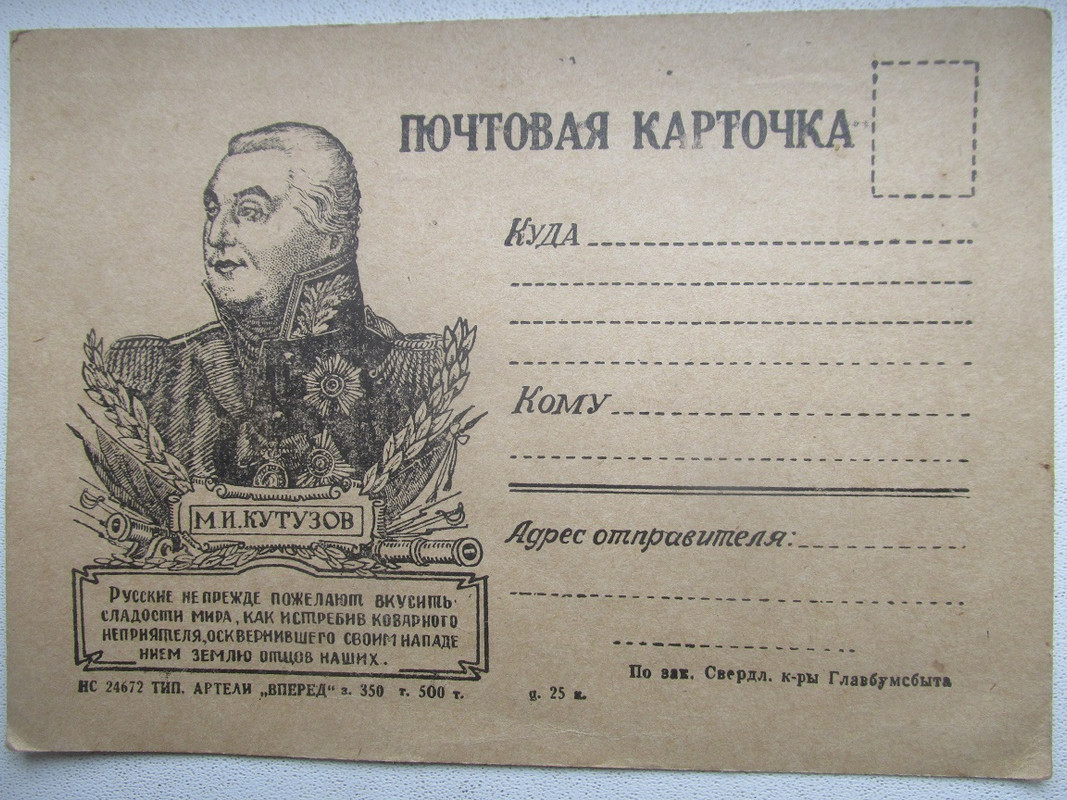 ПОЧТОВАЯ КАРТОЧКА
Куда
Кому
Адрес отправителя:
М.И.КУТУЗОВ
Русские не прежде пожелают вкусить
сладости мира, как истребив коварного
неприятеля, осквернившего своим нападе
нием землю отцов наших.
НС 24672 ТИП. АРТЕЛИ „ВПЕРЕД“ з. 350 т. 500 т. ц. 25 к.
По зак. Свердл. к-ры Главбумсбыта